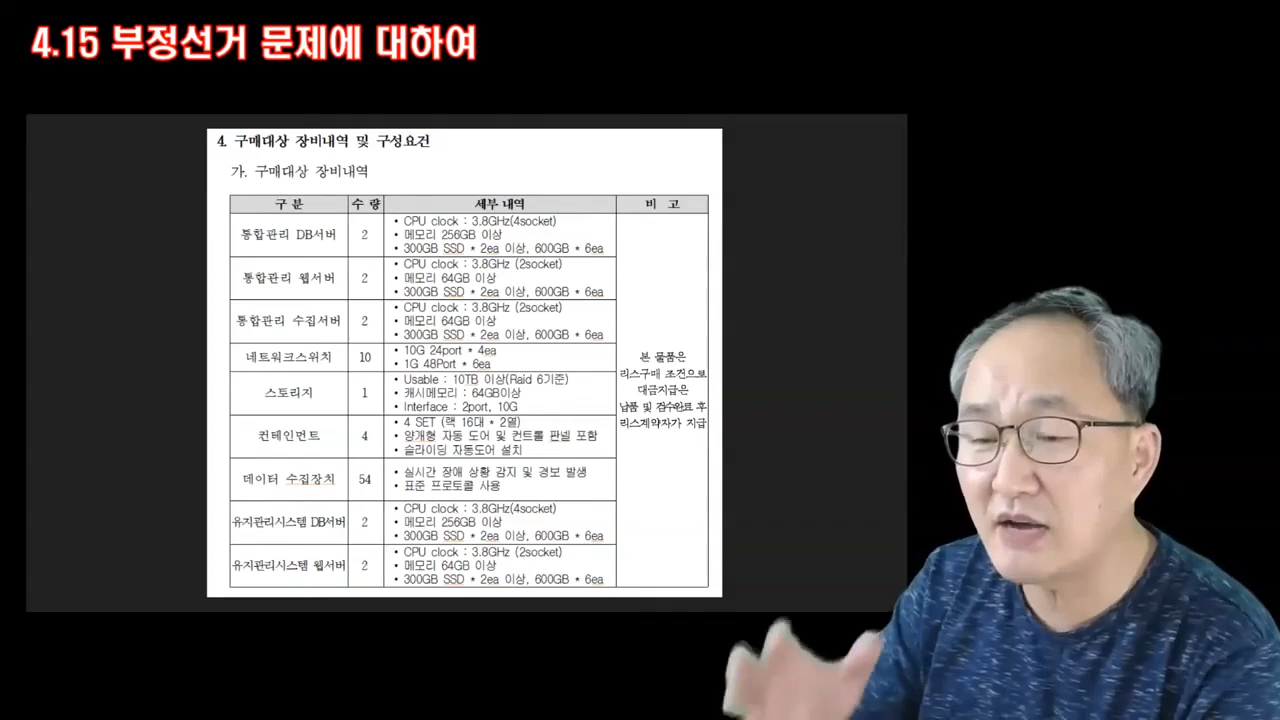 4.15 부정선거 문제에 대하여
4. 구매대상 장비내역 및 구성요건
가. 구매대상 장비내역
구 분 수 량 세부 내역 비 고
통합관리 DB서버 2
• CPU clock : 3.8GHz(4socket)
• 메모리 256GB 이상
• 300GB SSD * 2ea 이상, 600GB * 6ea
통합관리 웹서버 2
• CPU clock : 3.8GHz (2socket)
• 메모리 64GB 이상
• 300GB SSD * 2ea 이상, 600GB * 6ea
통합관리 수집서버 2
• CPU clock : 3.8GHz (2socket)
• 메모리 64GB 이상
• 300GB SSD * 2ea 이상, 600GB * 6ea
네트워크스위치 10
• 10G 24port * 4ea
• 1G 48Port * 6ea
스토리지 1
• Usable : 10TB 이상(Raid 6기준)
• 캐시메모리 : 64GB이상
• Interface : 2port, 10G
컨테인먼트 4
• 4 SET (랙 16대 * 2열)
• 양개형 자동 도어 및 컨트롤 판넬 포함
• 슬라이딩 자동도어 설치
데이터 수집장치 54
• 실시간 장애 상황 감지 및 경보 발생
• 표준 프로토콜 사용
유지관리시스템 DB서버 2
• CPU clock : 3.8GHz(4socket)
• 메모리 256GB 이상
• 300GB SSD * 2ea 이상, 600GB * 6ea
유지관리시스템 웹서버 2
• CPU clock : 3.8GHz (2socket)
• 메모리 64GB 이상
• 300GB SSD * 2ea 이상, 600GB * 6ea
본 물품은
리스구매 조건으로
대금지급은
납품 및 검수완료 후
리스계약자가 지급